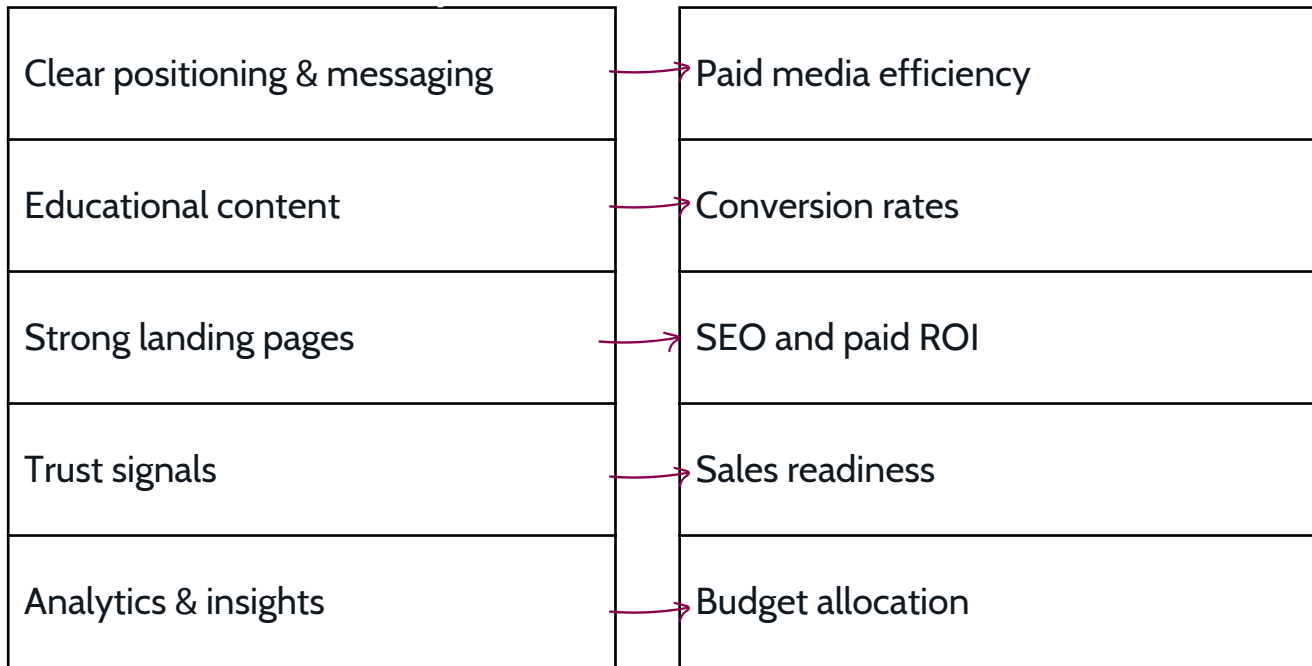 Clear positioning & messaging
Paid media efficiency
Educational content
Conversion rates
Strong landing pages
SEO and paid ROI
Trust signals
Sales readiness
Analytics & insights
Budget allocation